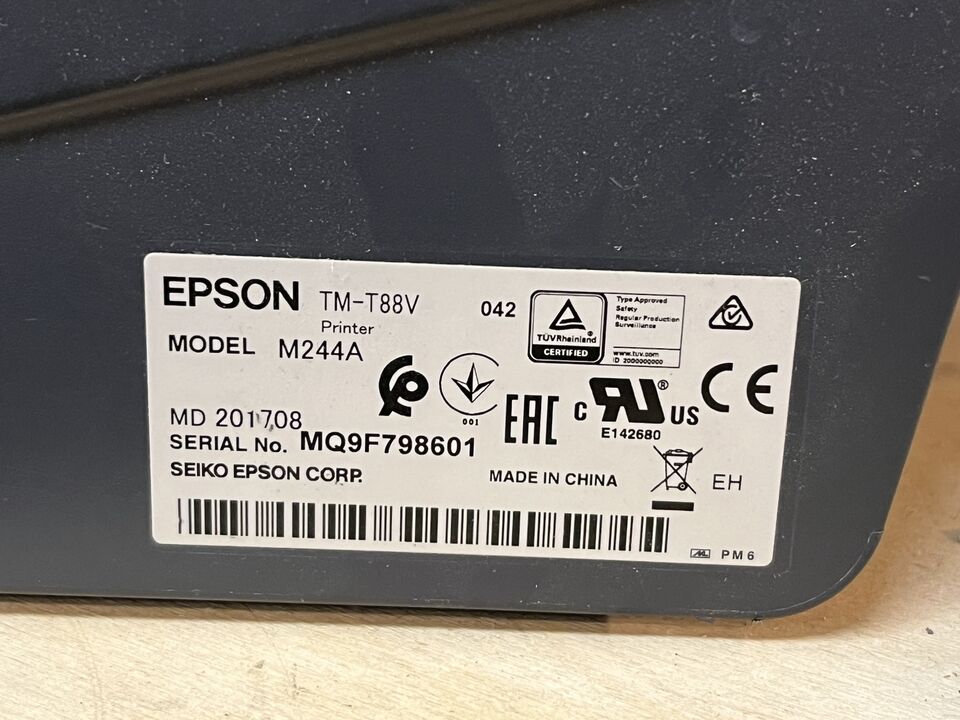 EPSON TM-T88V 042
Printer
MODEL M244A
TÜVRheinland®
CERTIFIED
Type Approved
Safety
Regular Production
Surveillance
www.tuv.com
ID 2000000000
001
EAC
c RU® US
E142680
CE
MD 201708
SERIAL No. MQ9F798601
SEIKO EPSON CORP.
MADE IN CHINA
EH
PM6